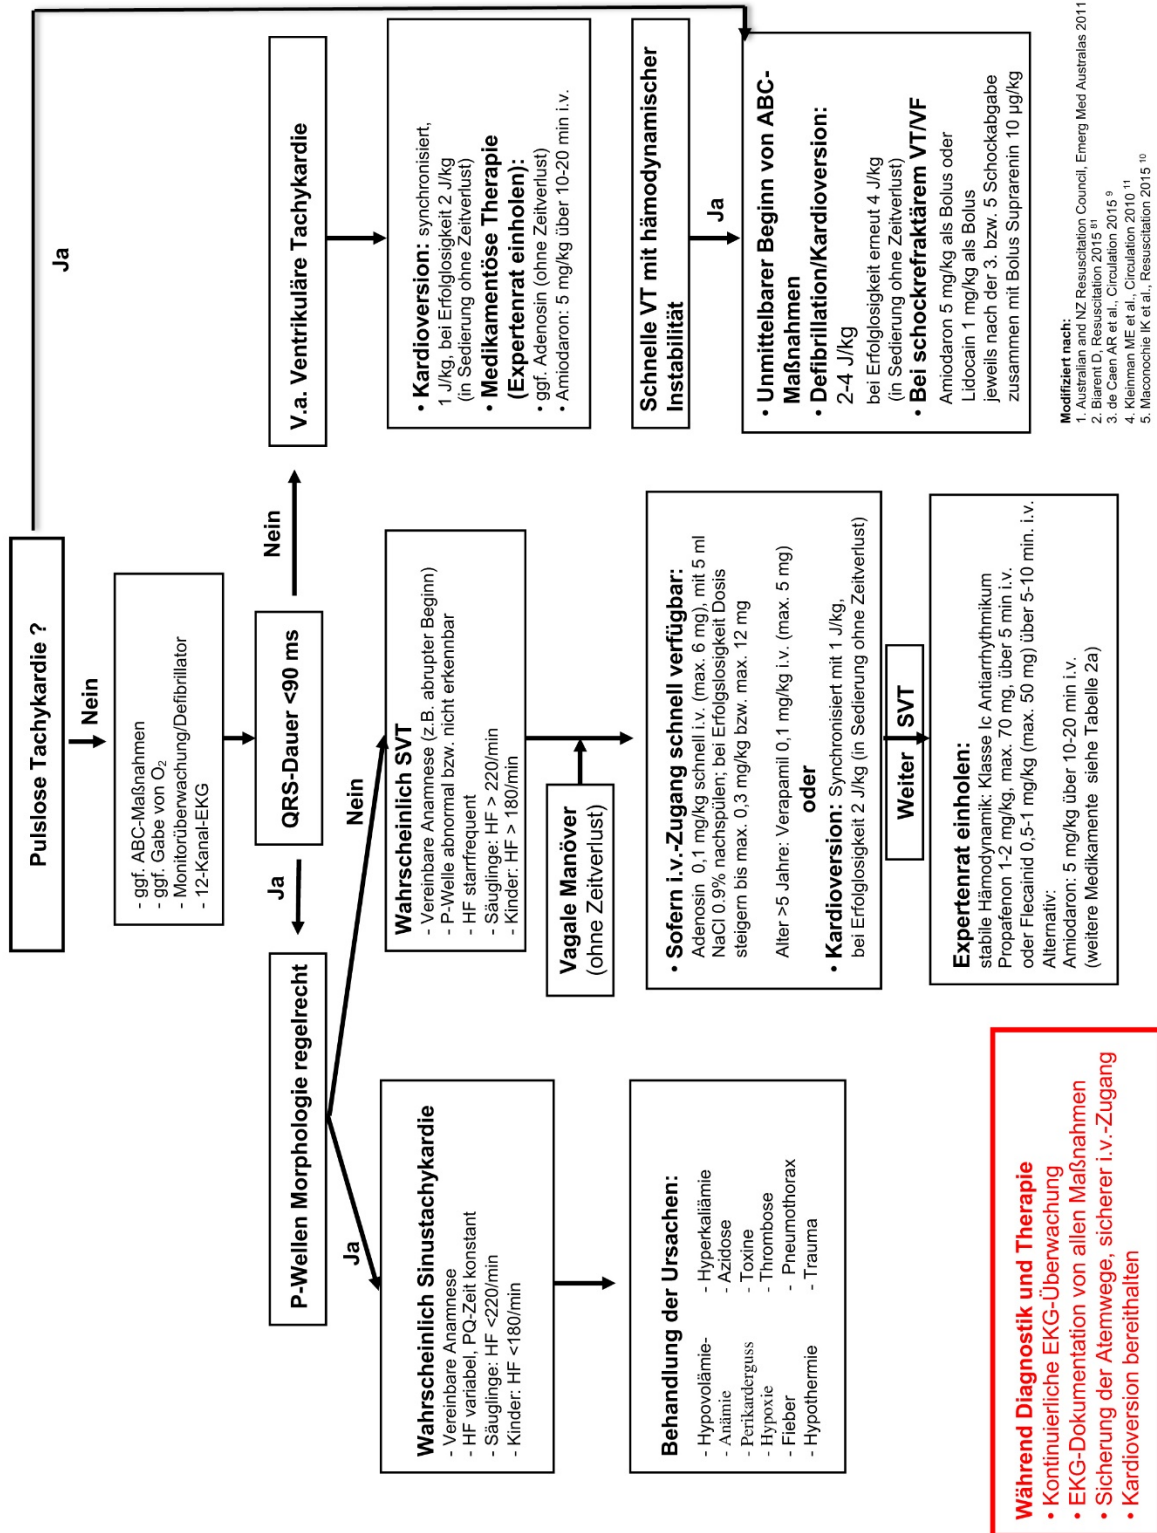 Pulslose Tachykardie ?
Ja
Nein
- ggf. ABC-Maßnahmen
- ggf. Gabe von O2
- Monitorüberwachung/Defibrillator
- 12-Kanal-EKG
QRS-Dauer <90 ms
Ja
Nein
P-Wellen Morphologie regelrecht
Ja
Nein
V.a. Ventrikuläre Tachykardie
Wahrscheinlich Sinustachykardie
- Vereinbare Anamnese
- HF variabel, PQ-Zeit konstant
- Säuglinge: HF <220/min
- Kinder: HF <180/min
Behandlung der Ursachen:
- Hypovolämie-
- Anämie
- Perikarderguss
- Hypoxie
- Fieber
- Hypothermie
- Hyperkaliämie
- Azidose
- Toxine
- Thrombose
- Pneumothorax
- Trauma
Wahrscheinlich SVT
- Vereinbare Anamnese (z.B. abrupter Beginn)
- P-Welle abnormal bzw. nicht erkennbar
- HF starrfrequent
- Säuglinge: HF > 220/min
- Kinder: HF > 180/min
Vagale Manöver
(ohne Zeitverlust)
• Sofern i.v.-Zugang schnell verfügbar:
Adenosin 0,1 mg/kg schnell i.v. (max. 6 mg), mit 5 ml
NaCl 0.9% nachspülen; bei Erfolgslosigkeit Dosis
steigern bis max. 0,3 mg/kg bzw. max. 12 mg
Alter >5 Jahre: Verapamil 0,1 mg/kg i.v. (max. 5 mg)
oder
• Kardioversion: Synchronisiert mit 1 J/kg,
bei Erfolglosigkeit 2 J/kg (in Sedierung ohne Zeitverlust)
Weiter SVT
Expertenrat einholen:
stabile Hämodynamik: Klasse Ic Antiarrhythmikum
Propafenon 1-2 mg/kg, max. 70 mg, über 5 min i.v.
oder Flecainid 0,5-1 mg/kg (max. 50 mg) über 5-10 min. i.v.
Alternativ:
Amiodaron: 5 mg/kg über 10-20 min i.v.
(weitere Medikamente siehe Tabelle 2a)
• Kardioversion: synchronisiert,
1 J/kg, bei Erfolglosigkeit 2 J/kg
(in Sedierung ohne Zeitverlust)
• Medikamentöse Therapie
(Expertenrat einholen):
• ggf. Adenosin (ohne Zeitverlust)
• Amiodaron: 5 mg/kg über 10-20 min i.v.
Schnelle VT mit hämodynamischer
Instabilität
Ja
• Unmittelbarer Beginn von ABC-
Maßnahmen
• Defibrillation/Kardioversion:
2-4 J/kg
bei Erfolglosigkeit erneut 4 J/kg
(in Sedierung ohne Zeitverlust)
• Bei schockrefraktärem VT/VF
Amiodaron 5 mg/kg als Bolus oder
Lidocain 1 mg/kg als Bolus
jeweils nach der 3. bzw. 5 Schockabgabe
zusammen mit Bolus Suprarenin 10 µg/kg
Während Diagnostik und Therapie
• Kontinuierliche EKG-Überwachung
• EKG-Dokumentation von allen Maßnahmen
• Sicherung der Atemwege, sicherer i.v.-Zugang
• Kardioversion bereithalten
Modifiziert nach:
1. Australian and NZ Resuscitation Council, Emerg Med Australas 2011
2. Biarent D, Resuscitation 2015 81
3. de Caen AR et al., Circulation 2015 9
4. Kleinman ME et al., Circulation 2010 11
5. Maconochie IK et al., Resuscitation 2015 10